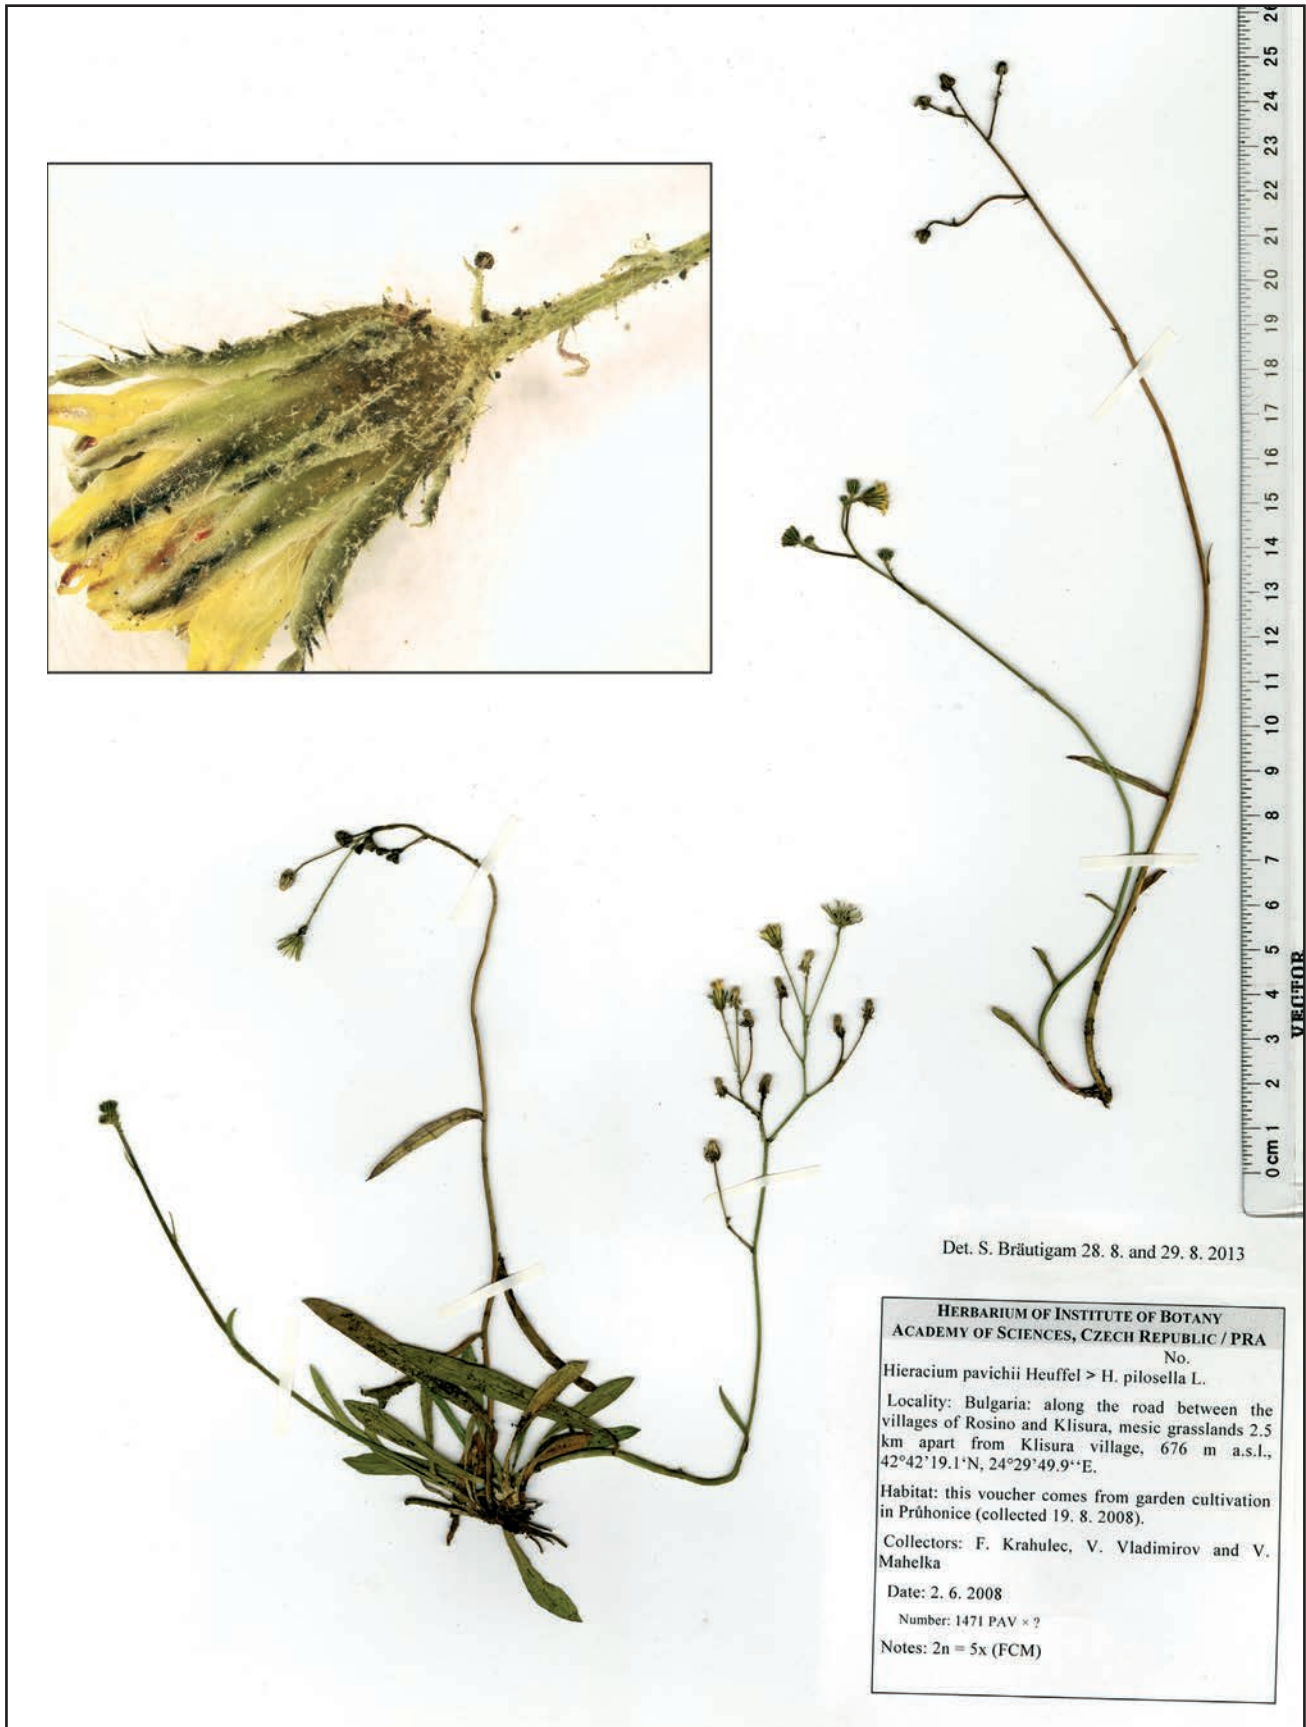 26
25
24
23
22
21
20
19
18
17
16
15
14
13
12
11
10
9
8
7
6
5
4
3
2
1
0 cm
VECTOR
Det. S. Bräutigam 28. 8. and 29. 8. 2013
HERBARIUM OF INSTITUTE OF BOTANY
ACADEMY OF SCIENCES, CZECH REPUBLIC / PRA
No.
Hieracium pavichii Heuffel > H. pilosella L.
Locality: Bulgaria: along the road between the
villages of Rosino and Klisura, mesic grasslands 2.5
km apart from Klisura village, 676 m a.s.l.,
42°42’19.1‘N, 24°29’49.9‘‘E.
Habitat: this voucher comes from garden cultivation
in Průhonice (collected 19. 8. 2008).
Collectors: F. Krahulec, V. Vladimirov and V.
Mahelka
Date: 2. 6. 2008
Number: 1471 PAV × ?
Notes: 2n = 5x (FCM)